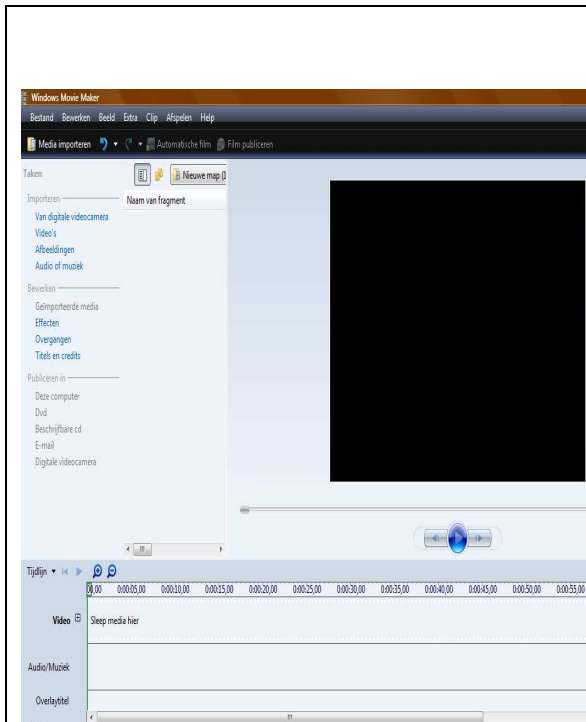 Windows Movie Maker
Bestand Bewerken Beeld Extra Clip Afspelen Help
Media importeren Automatische film Film publiceren
Taken
Nieuwe map (1
Importeren
Naam van fragment
Van digitale videocamera
Video's
Afbeeldingen
Audio of muziek
Bewerken
Geïmporteerde media
Effecten
Overgangen
Titels en credits
Publiceren in
Deze computer
Dvd
Beschrijfbare cd
E-mail
Digitale videocamera
Tijdlijn
00,00 0:00:05,00 0:00:10,00 0:00:15,00 0:00:20,00 0:00:25,00 0:00:30,00 0:00:35,00 0:00:40,00 0:00:45,00 0:00:50,00 0:00:55,00
Video Sleep media hier
Audio/Muziek
Overlaytitel